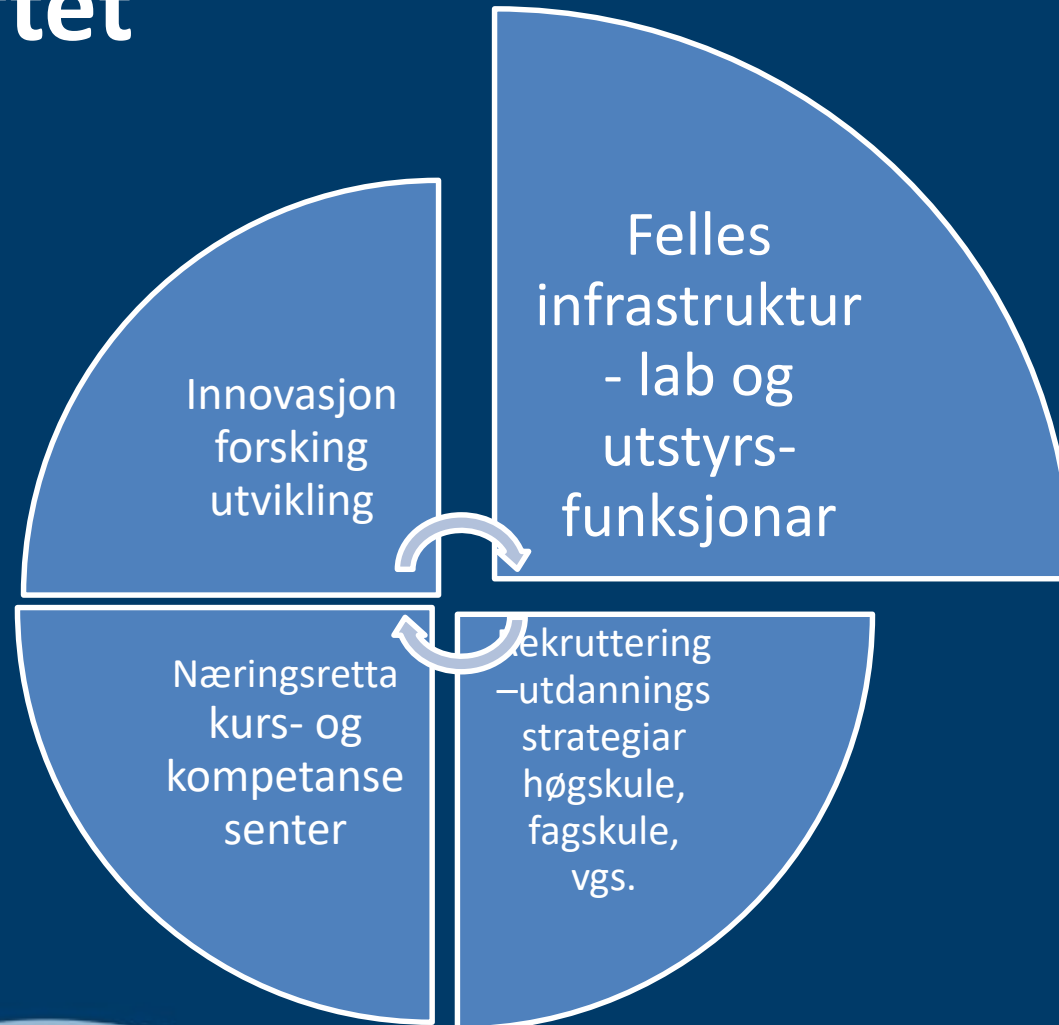 Felles
infrastruktur
- lab og
utstyrs-
funksjonar
Innovasjon
forsking
utvikling
Næringsretta
kurs- og
kompetanse
senter
Rekruttering
–utdannings
strategiar
høgskule,
fagskule,
vgs.